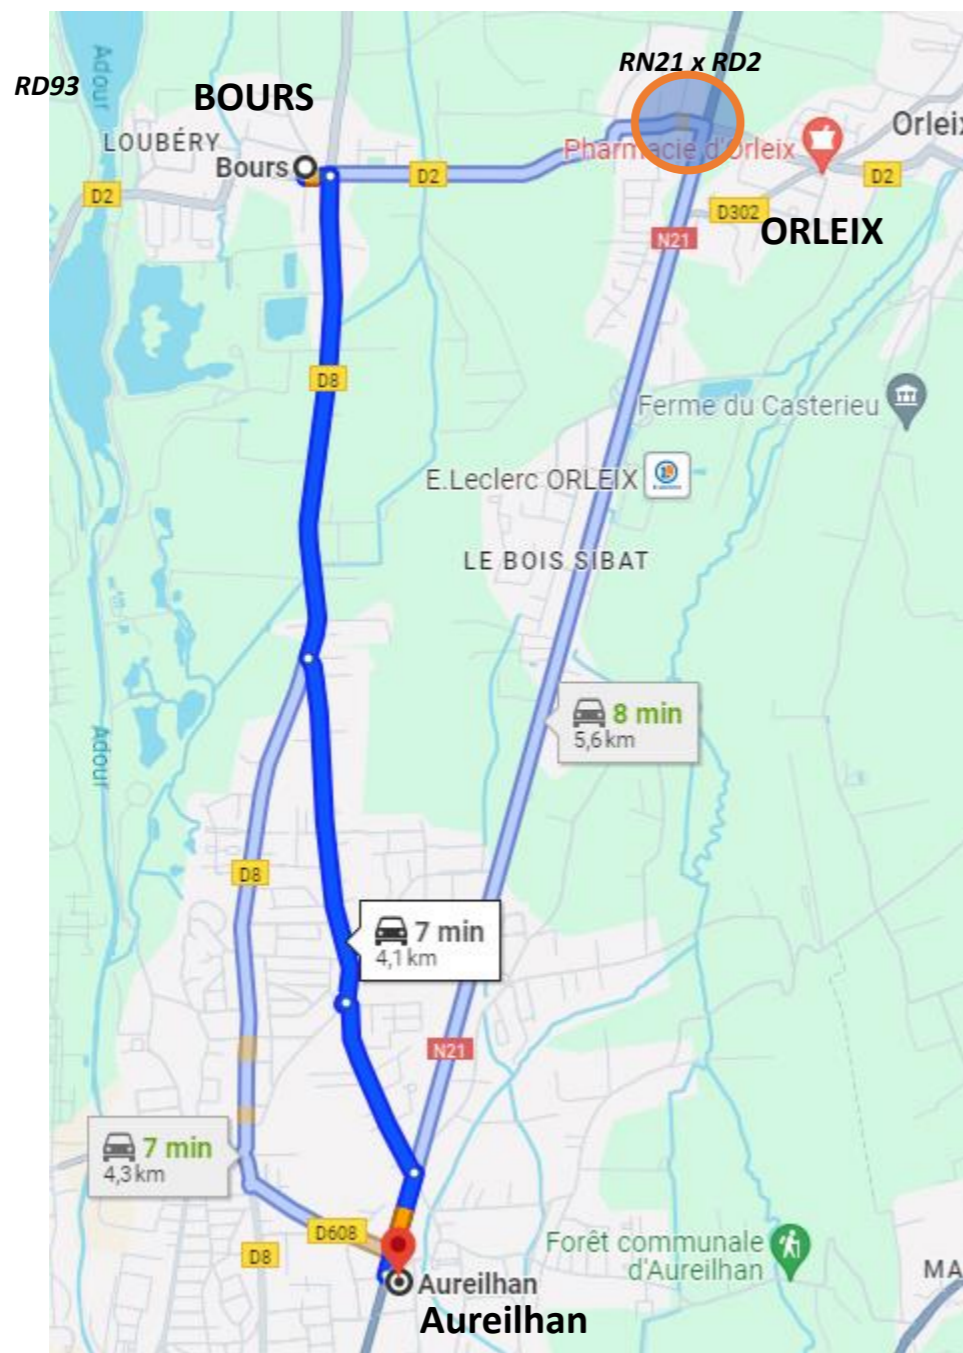 RN21 x RD2
Adour
RD93
BOURS
LOUBÉRY
Bours
D2
Pharmacie d'Orleix
Orleix
D2
D2
D302
ORLEIX
N21
D8
Ferme du Casterieu
E.Leclerc ORLEIX
LE BOIS SIBAT
8 min
5,6 km
Adour
D8
7 min
4,1 km
N21
7 min
4,3 km
D608
D8
Forêt communale
d'Aureilhan
MA
Aureilhan
Aureilhan